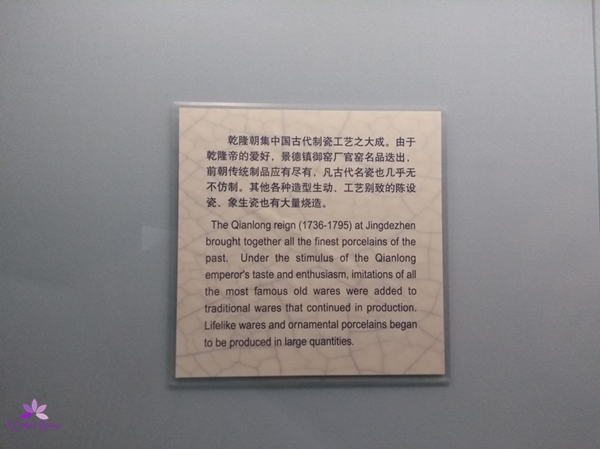 乾隆朝集中国古代制瓷工艺之大成。由于
乾隆帝的爱好，景德镇御窑厂官窑名品迭出，
前朝传统制品应有尽有，凡古代名瓷也几乎无
不仿制。其他各种造型生动、工艺别致的陈设
瓷、象生瓷也有大量烧造。
The Qianlong reign (1736-1795) at Jingdezhen
brought together all the finest porcelains of the
past. Under the stimulus of the Qianlong
emperor's taste and enthusiasm, imitations of all
the most famous old wares were added to
traditional wares that continued in production.
Lifelike wares and ornamental porcelains began
to be produced in large quantities.